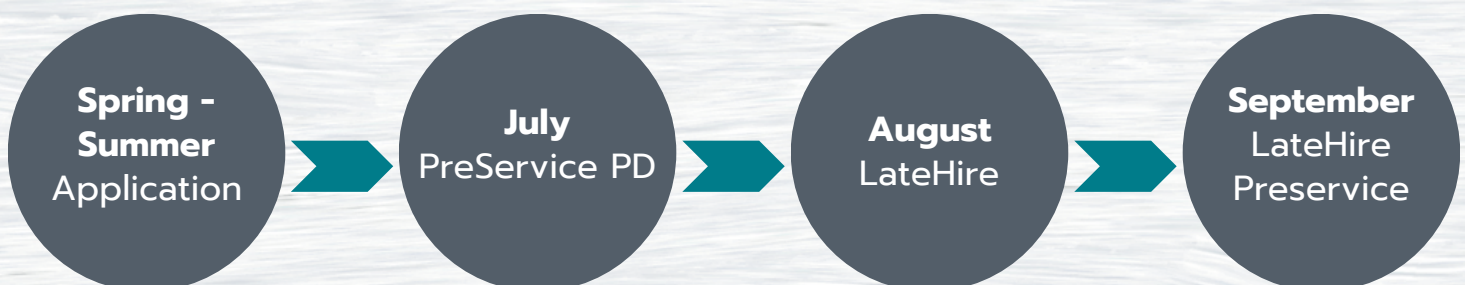 Spring -
Summer
Application
July
PreService PD
August
LateHire
September
LateHire
Preservice